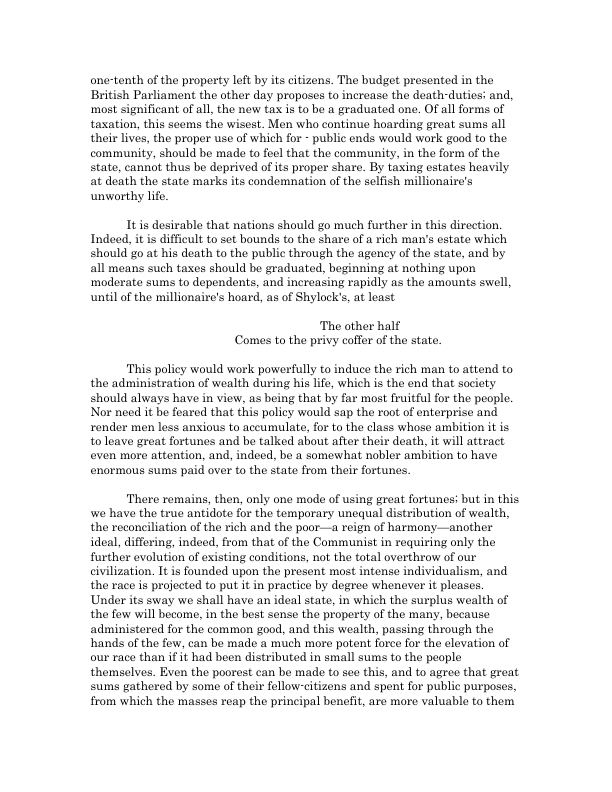 one-tenth of the property left by its citizens. The budget presented in the
British Parliament the other day proposes to increase the death-duties; and,
most significant of all, the new tax is to be a graduated one. Of all forms of
taxation, this seems the wisest. Men who continue hoarding great sums all
their lives, the proper use of which for - public ends would work good to the
community, should be made to feel that the community, in the form of the
state, cannot thus be deprived of its proper share. By taxing estates heavily
at death the state marks its condemnation of the selfish millionaire's
unworthy life.
It is desirable that nations should go much further in this direction.
Indeed, it is difficult to set bounds to the share of a rich man's estate which
should go at his death to the public through the agency of the state, and by
all means such taxes should be graduated, beginning at nothing upon
moderate sums to dependents, and increasing rapidly as the amounts swell,
until of the millionaire's hoard, as of Shylock's, at least
The other half
Comes to the privy coffer of the state.
This policy would work powerfully to induce the rich man to attend to
the administration of wealth during his life, which is the end that society
should always have in view, as being that by far most fruitful for the people.
Nor need it be feared that this policy would sap the root of enterprise and
render men less anxious to accumulate, for to the class whose ambition it is
to leave great fortunes and be talked about after their death, it will attract
even more attention, and, indeed, be a somewhat nobler ambition to have
enormous sums paid over to the state from their fortunes.
There remains, then, only one mode of using great fortunes; but in this
we have the true antidote for the temporary unequal distribution of wealth,
the reconciliation of the rich and the poor—a reign of harmony—another
ideal, differing, indeed, from that of the Communist in requiring only the
further evolution of existing conditions, not the total overthrow of our
civilization. It is founded upon the present most intense individualism, and
the race is projected to put it in practice by degree whenever it pleases.
Under its sway we shall have an ideal state, in which the surplus wealth of
the few will become, in the best sense the property of the many, because
administered for the common good, and this wealth, passing through the
hands of the few, can be made a much more potent force for the elevation of
our race than if it had been distributed in small sums to the people
themselves. Even the poorest can be made to see this, and to agree that great
sums gathered by some of their fellow-citizens and spent for public purposes,
from which the masses reap the principal benefit, are more valuable to them